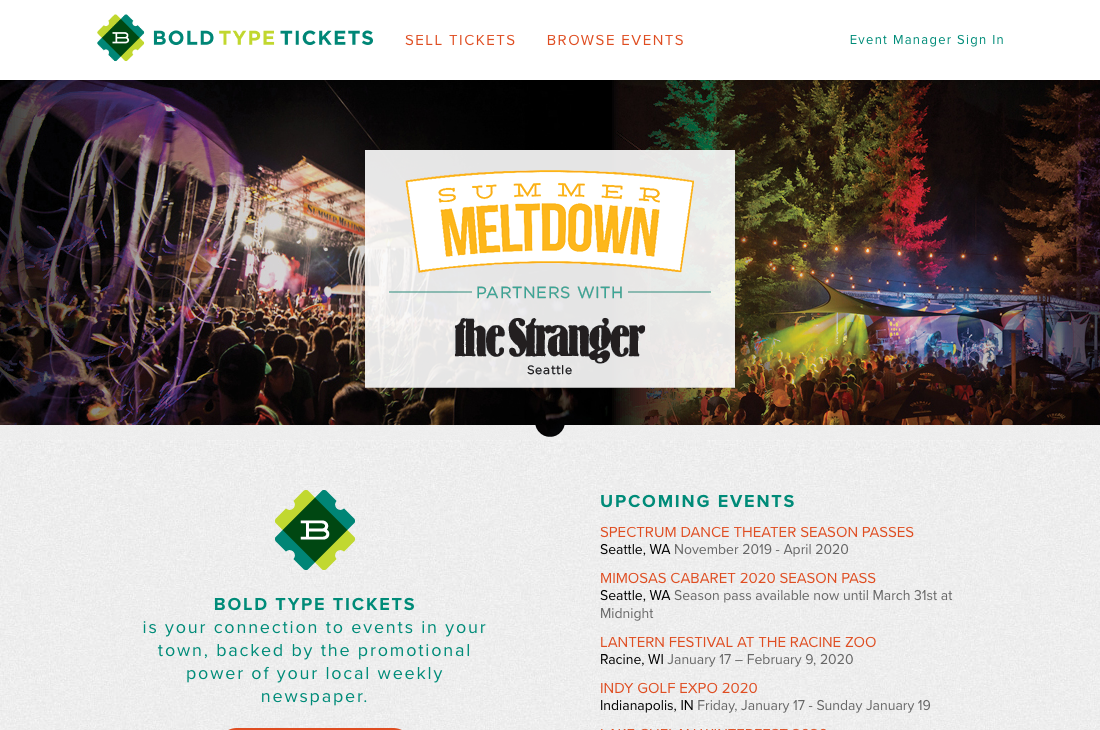 BOLD TYPE TICKETS
SELL TICKETS
BROWSE EVENTS
Event Manager Sign In
SUMMER
MELTDOWN
PARTNERS WITH
the Stranger
Seattle
BOLD TYPE TICKETS
is your connection to events in your
town, backed by the promotional
power of your local weekly
newspaper.
UPCOMING EVENTS
SPECTRUM DANCE THEATER SEASON PASSES
Seattle, WA November 2019 - April 2020
MIMOSAS CABARET 2020 SEASON PASS
Seattle, WA Season pass available now until March 31st at
Midnight
LANTERN FESTIVAL AT THE RACINE ZOO
Racine, WI January 17 – February 9, 2020
INDY GOLF EXPO 2020
Indianapolis, IN Friday, January 17 - Sunday January 19